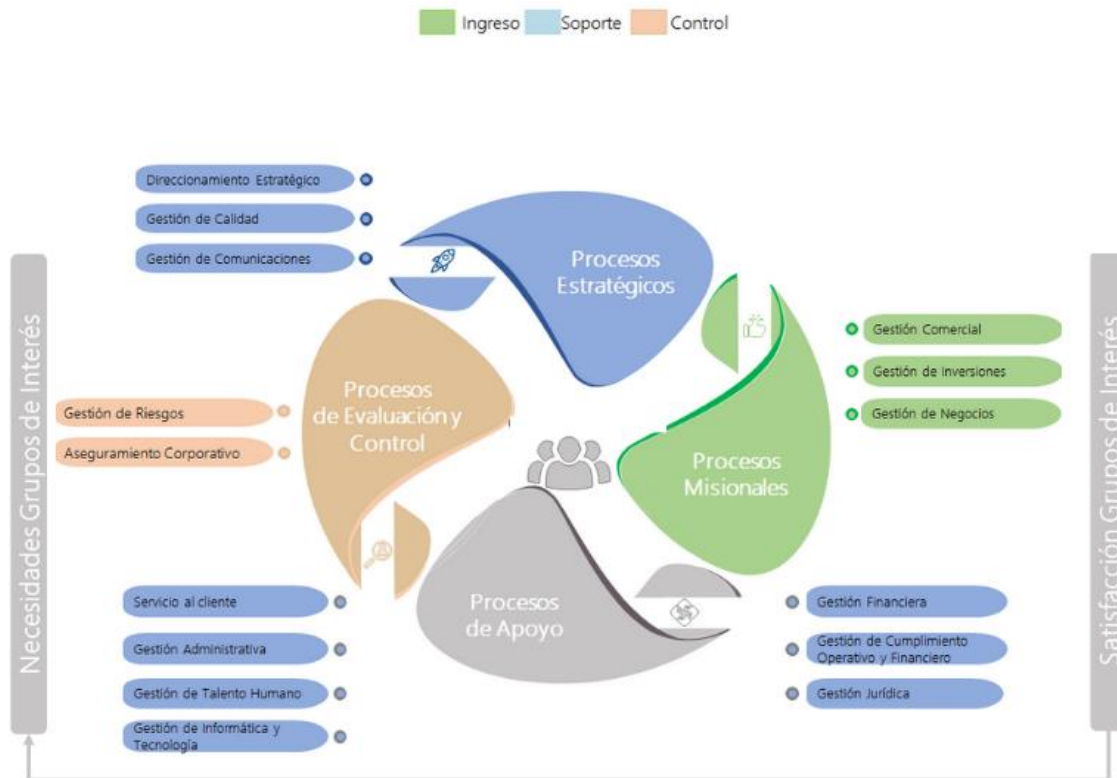 Ingreso Soporte Control
Direccionamiento Estratégico
Gestión de Calidad
Gestión de Comunicaciones
Procesos
Estratégicos
Necesidades Grupos de Interés
Satisfacción Grupos de Interés
Gestión Comercial
Gestión de Inversiones
Gestión de Negocios
Procesos
de Evaluación y
Control
Gestión de Riesgos
Aseguramiento Corporativo
Procesos
Misionales
Procesos
de Apoyo
Servicio al cliente
Gestión Administrativa
Gestión de Talento Humano
Gestión de Informática y
Tecnología
Gestión Financiera
Gestión de Cumplimiento
Operativo y Financiero
Gestión Jurídica